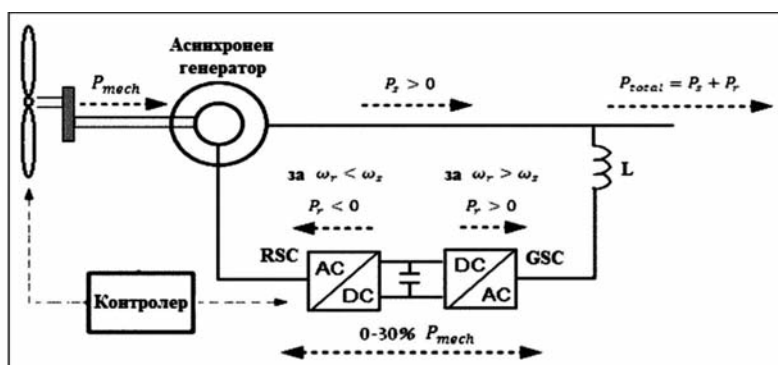 Асинхронен
генератор
P_mech
P_s > 0
P_total = P_s + P_r
за ω_r < ω_s
за ω_r > ω_s
L
P_r < 0
P_r > 0
RSC
AC
DC
DC
AC
GSC
Контролер
0-30% P_mech